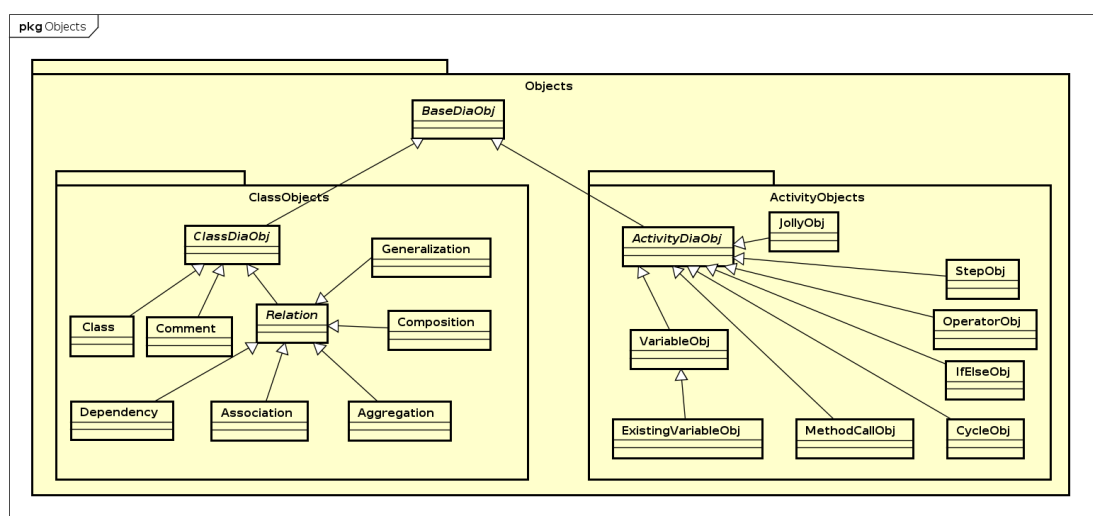 pkg Objects
Objects
BaseDiaObj
ClassObjects
ActivityObjects
ClassDiaObj
Generalization
ActivityDiaObj
JollyObj
StepObj
Class
Comment
Relation
Composition
VariableObj
OperatorObj
IfElseObj
Dependency
Association
Aggregation
ExistingVariableObj
MethodCallObj
CycleObj